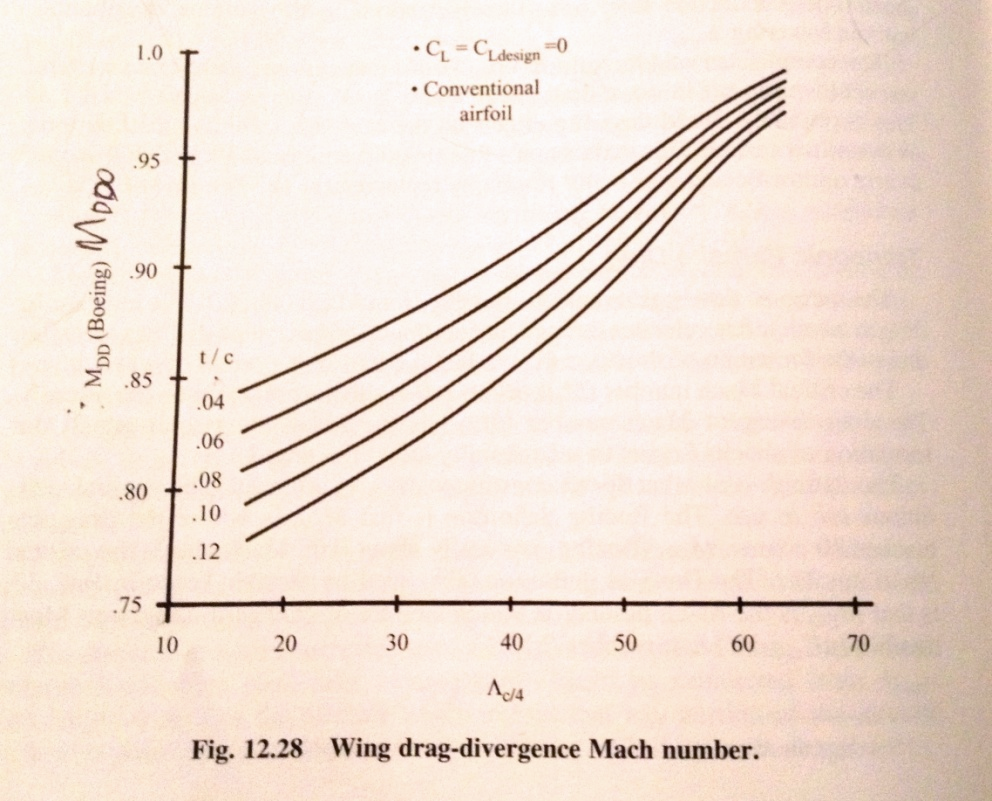 1.0
• C_L = C_Ldesign =0
• Conventional
airfoil
.95
.90
M_DD (Boeing) M_DD0
t / c
.85
.04
.06
.08
.80
.10
.12
.75
10 20 30 40 50 60 70
Λ_c/4
Fig. 12.28 Wing drag-divergence Mach number.